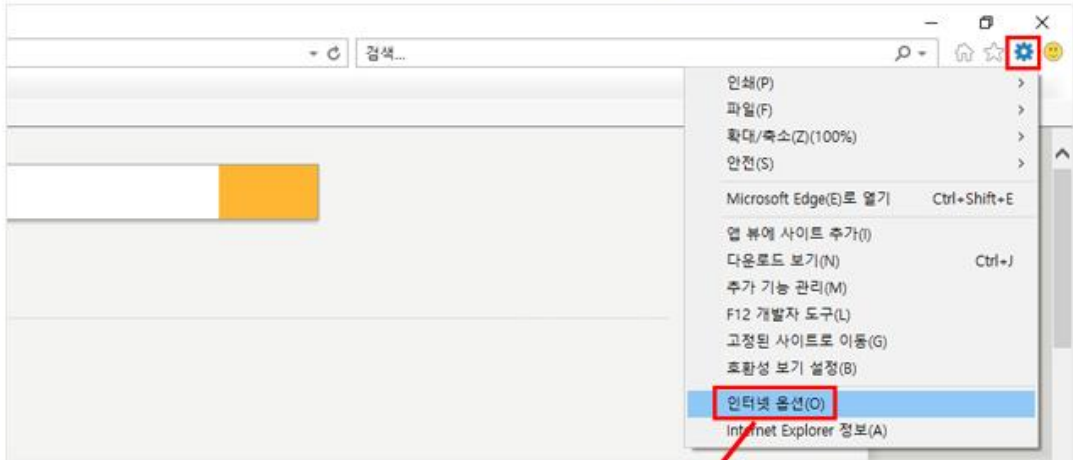 검색...
인쇄(P)
파일(F)
확대/축소(Z)(100%)
안전(S)
Microsoft Edge(E)로 열기 Ctrl+Shift+E
앱 뷰에 사이트 추가(I)
다운로드 보기(N) Ctrl+J
추가 기능 관리(M)
F12 개발자 도구(L)
고정된 사이트로 이동(G)
호환성 보기 설정(B)
인터넷 옵션(O)
Internet Explorer 정보(A)